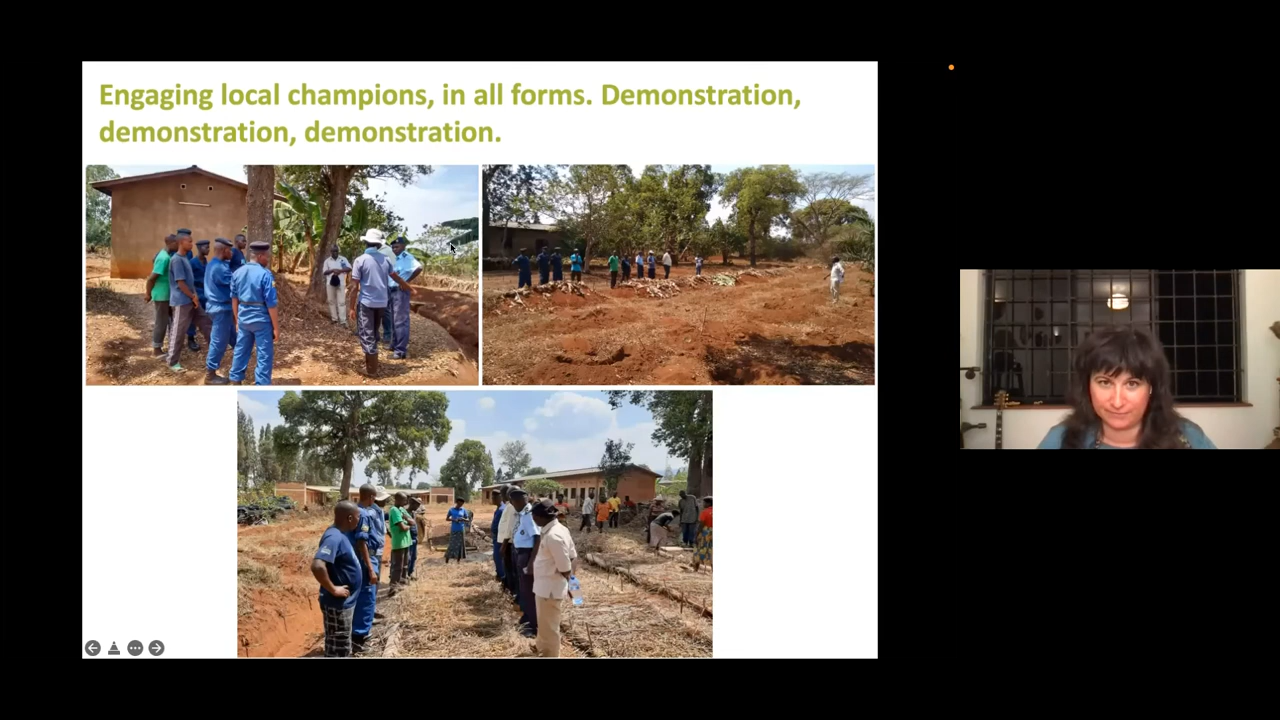 Engaging local champions, in all forms. Demonstration,
demonstration, demonstration.